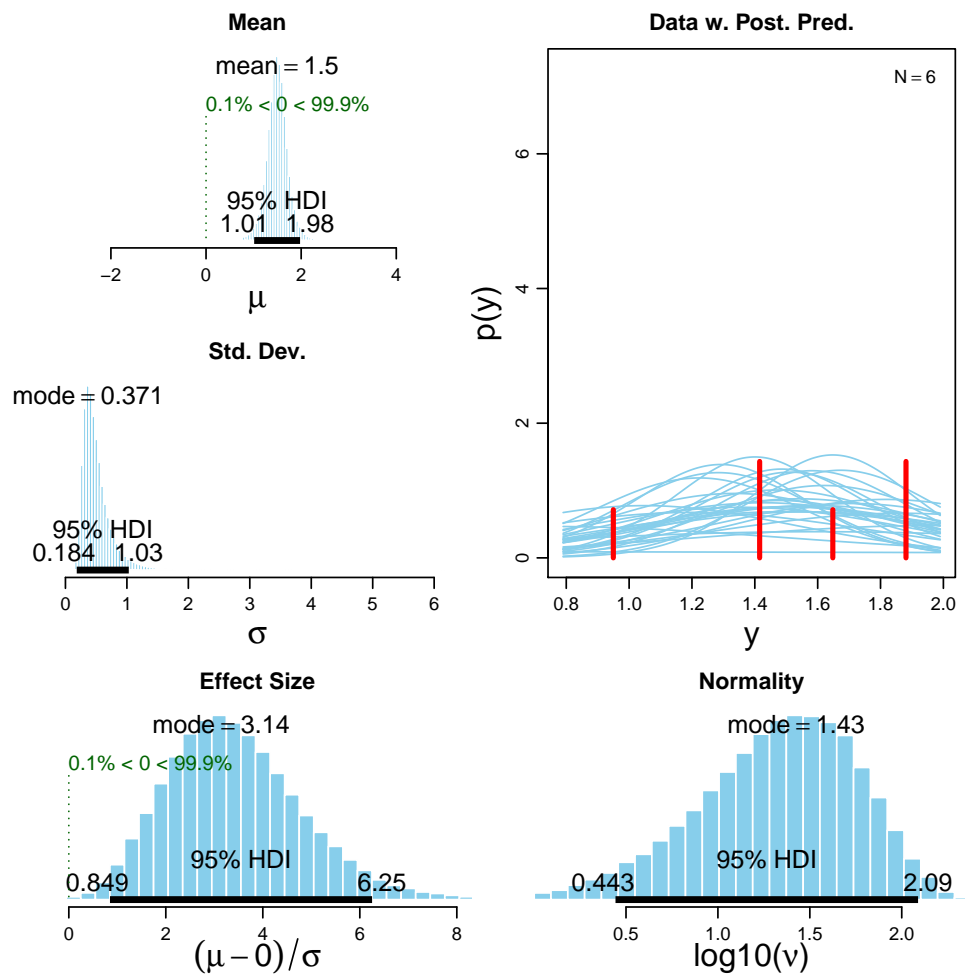 Mean
mean = 1.5
0.1% < 0 < 99.9%
95% HDI
1.01 1.98
−2 0 2 4
μ
Data w. Post. Pred.
N = 6
p(y)
0 2 4 6
0.8 1.0 1.2 1.4 1.6 1.8 2.0
y
Std. Dev.
mode = 0.371
95% HDI
0.184 1.03
0 1 2 3 4 5 6
σ
Effect Size
mode = 3.14
0.1% < 0 < 99.9%
95% HDI
0.849 6.25
0 2 4 6 8
(μ − 0)/σ
Normality
mode = 1.43
95% HDI
0.443 2.09
0.5 1.0 1.5 2.0
log10(ν)